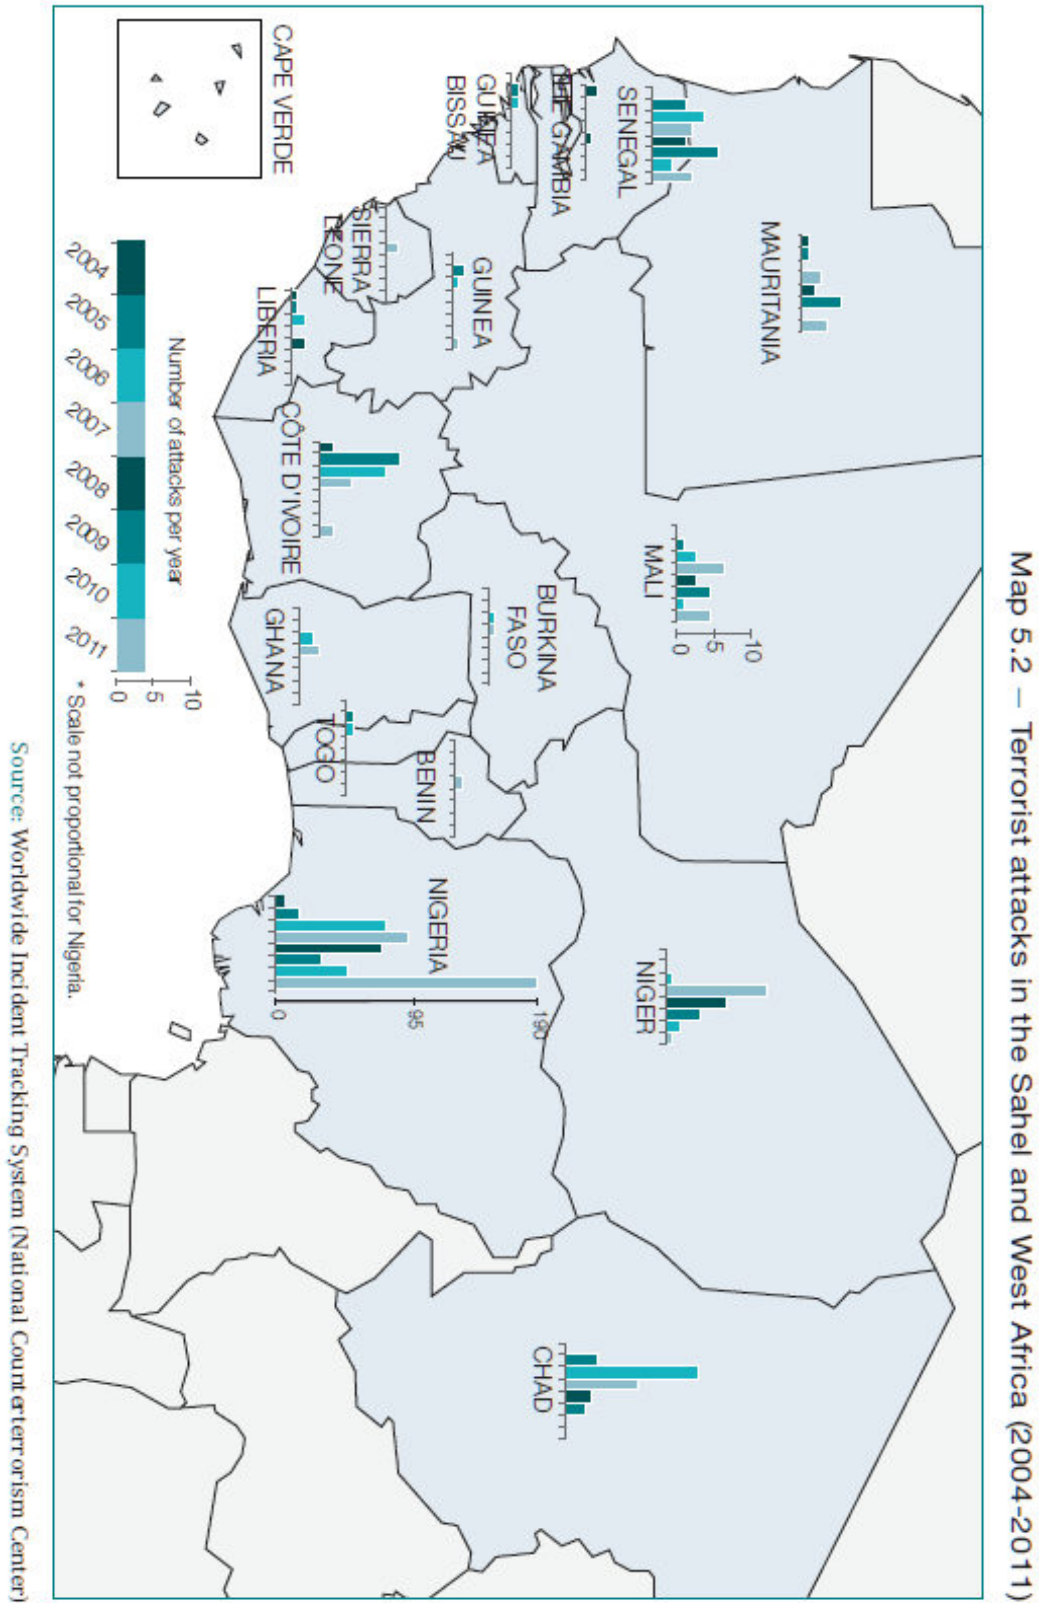 Map 5.2 – Terrorist attacks in the Sahel and West Africa (2004-2011)
CAPE VERDE
SENEGAL
THE GAMBIA
GUINEA
BISSAU
MAURITANIA
GUINEA
SIERRA
LEONE
LIBERIA
CÔTE D'IVOIRE
MALI
0 5 10
BURKINA
FASO
GHANA
TOGO
BENIN
NIGERIA
0 95 190
NIGER
CHAD
Number of attacks per year
2004 2005 2006 2007 2008 2009 2010 2011
0 5 10
* Scale not proportional for Nigeria.
Source: Worldwide Incident Tracking System (National Counterterrorism Center)